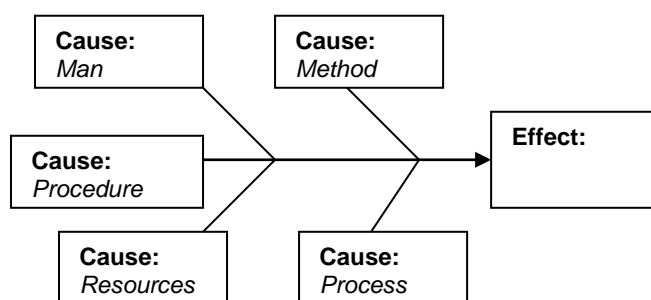 Cause:
Man
Cause:
Method
Effect:
Cause:
Procedure
Cause:
Resources
Cause:
Process